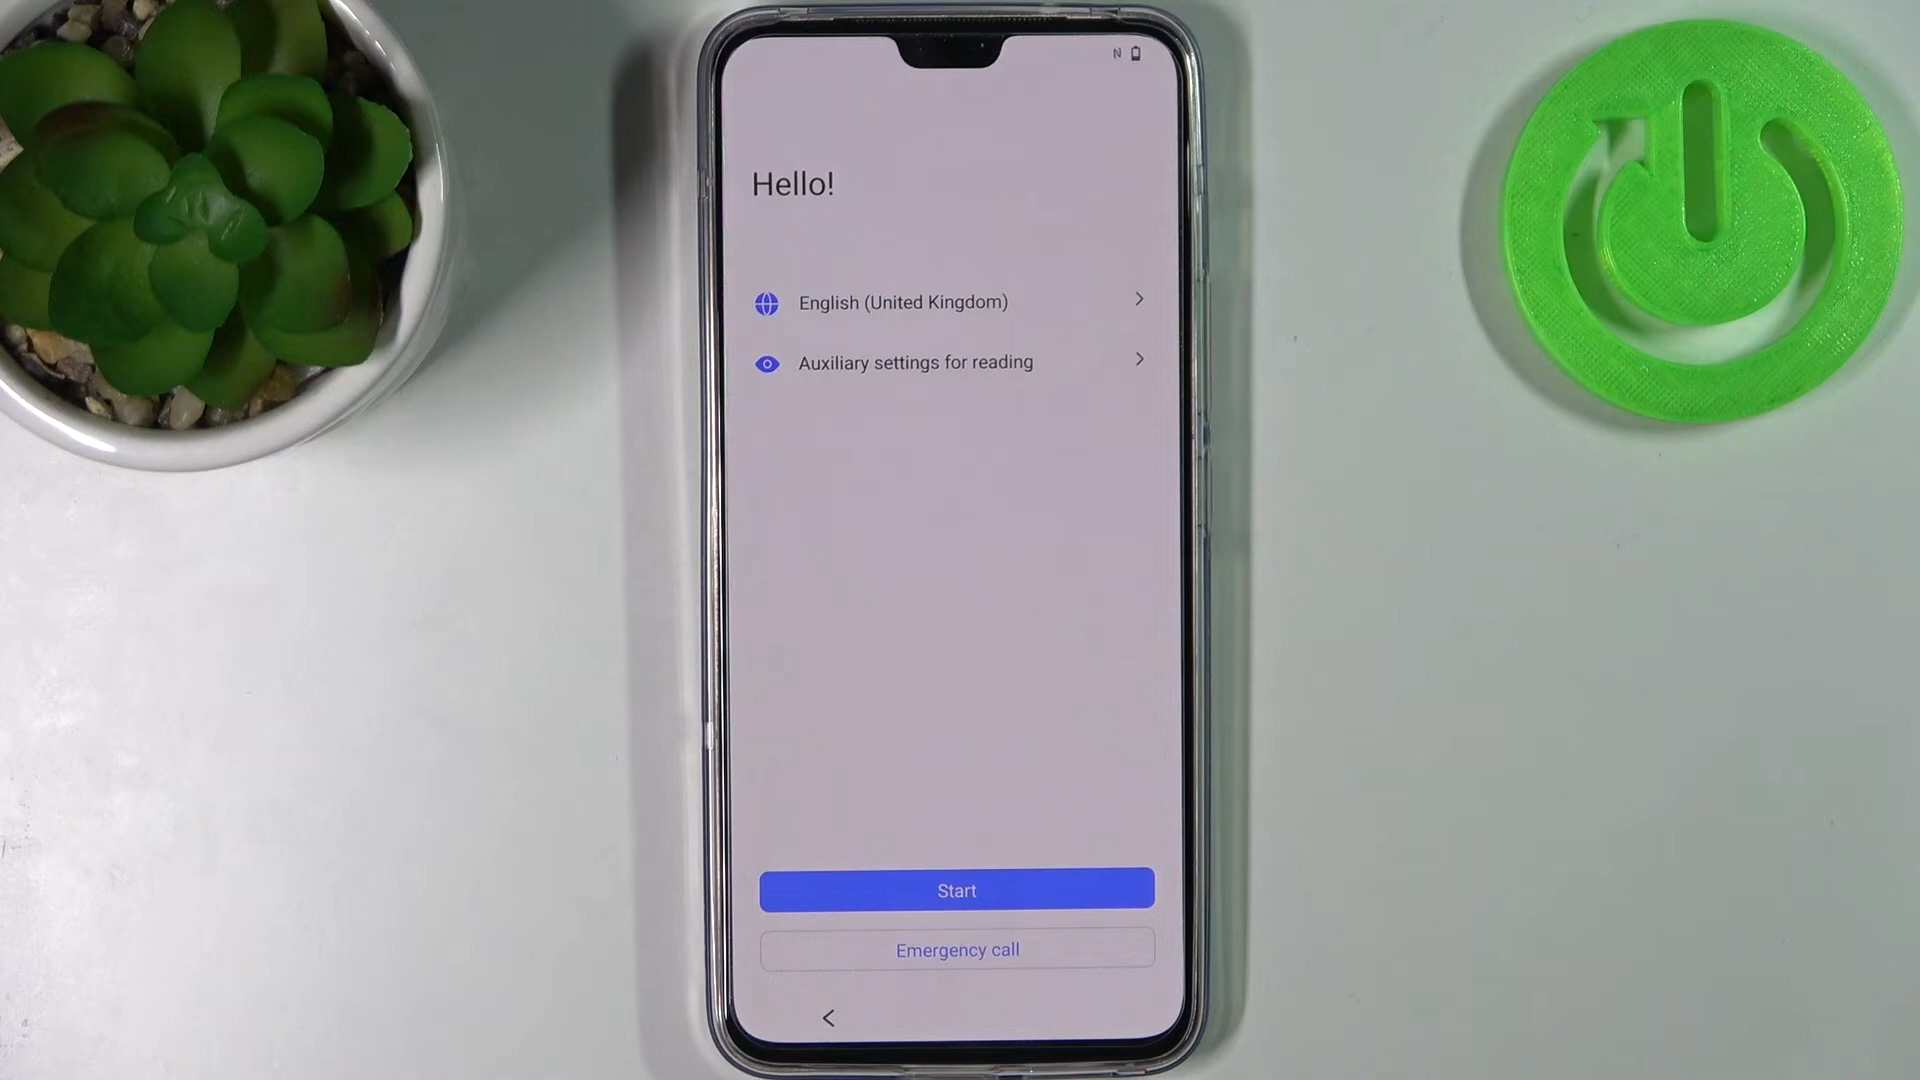 Hello!
English (United Kingdom)
Auxiliary settings for reading
Start
Emergency call